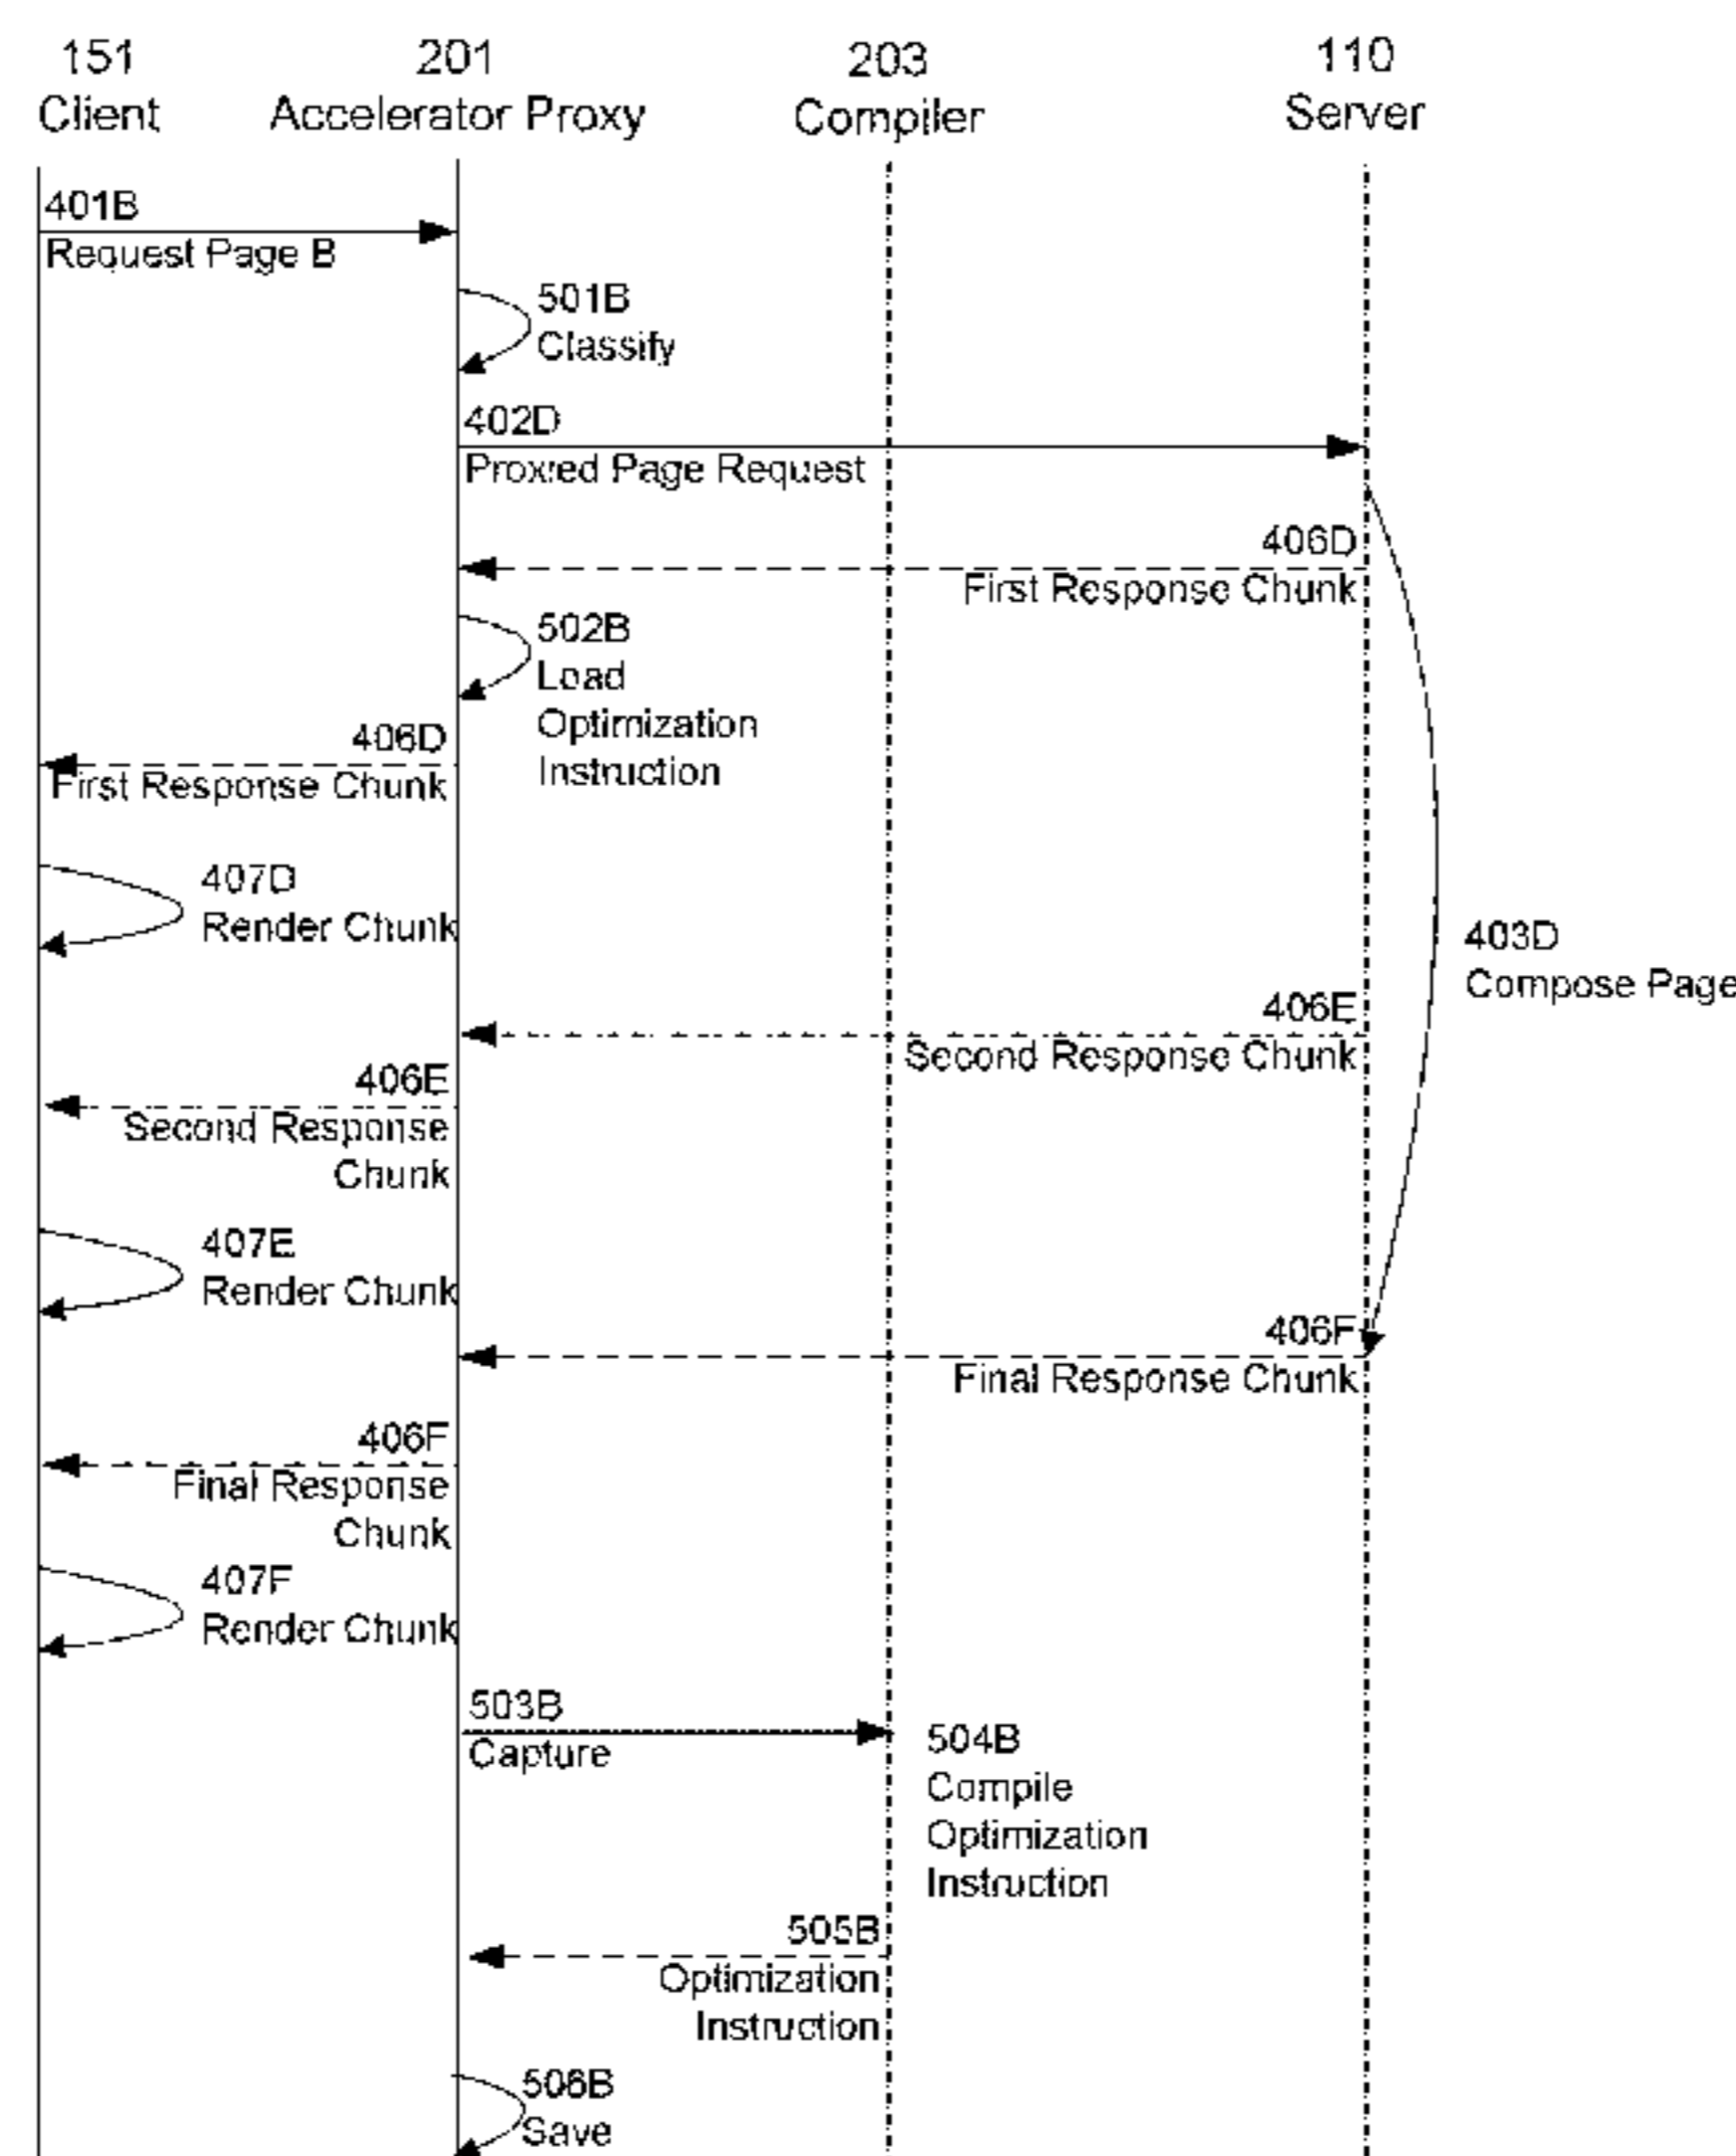 151
Client
201
Accelerator Proxy
203
Compiler
110
Server
401B
Request Page B
501B
Classify
402D
Proxied Page Request
406D
First Response Chunk
502B
Load
Optimization
Instruction
406D
First Response Chunk
407D
Render Chunk
403D
Compose Page
406E
Second Response Chunk
406E
Second Response
Chunk
407E
Render Chunk
406F
Final Response Chunk
406F
Final Response
Chunk
407F
Render Chunk
503B
Capture
504B
Compile
Optimization
Instruction
505B
Optimization
Instruction
506B
Save